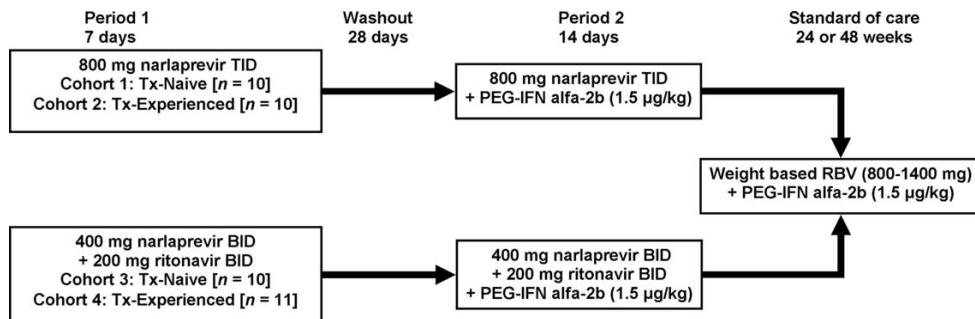 Period 1
7 days
Washout
28 days
Period 2
14 days
Standard of care
24 or 48 weeks
800 mg narlaprevir TID
Cohort 1: Tx-Naive [n = 10]
Cohort 2: Tx-Experienced [n = 10]
800 mg narlaprevir TID
+ PEG-IFN alfa-2b (1.5 µg/kg)
Weight based RBV (800-1400 mg)
+ PEG-IFN alfa-2b (1.5 µg/kg)
400 mg narlaprevir BID
+ 200 mg ritonavir BID
Cohort 3: Tx-Naive [n = 10]
Cohort 4: Tx-Experienced [n = 11]
400 mg narlaprevir BID
+ 200 mg ritonavir BID
+ PEG-IFN alfa-2b (1.5 µg/kg)